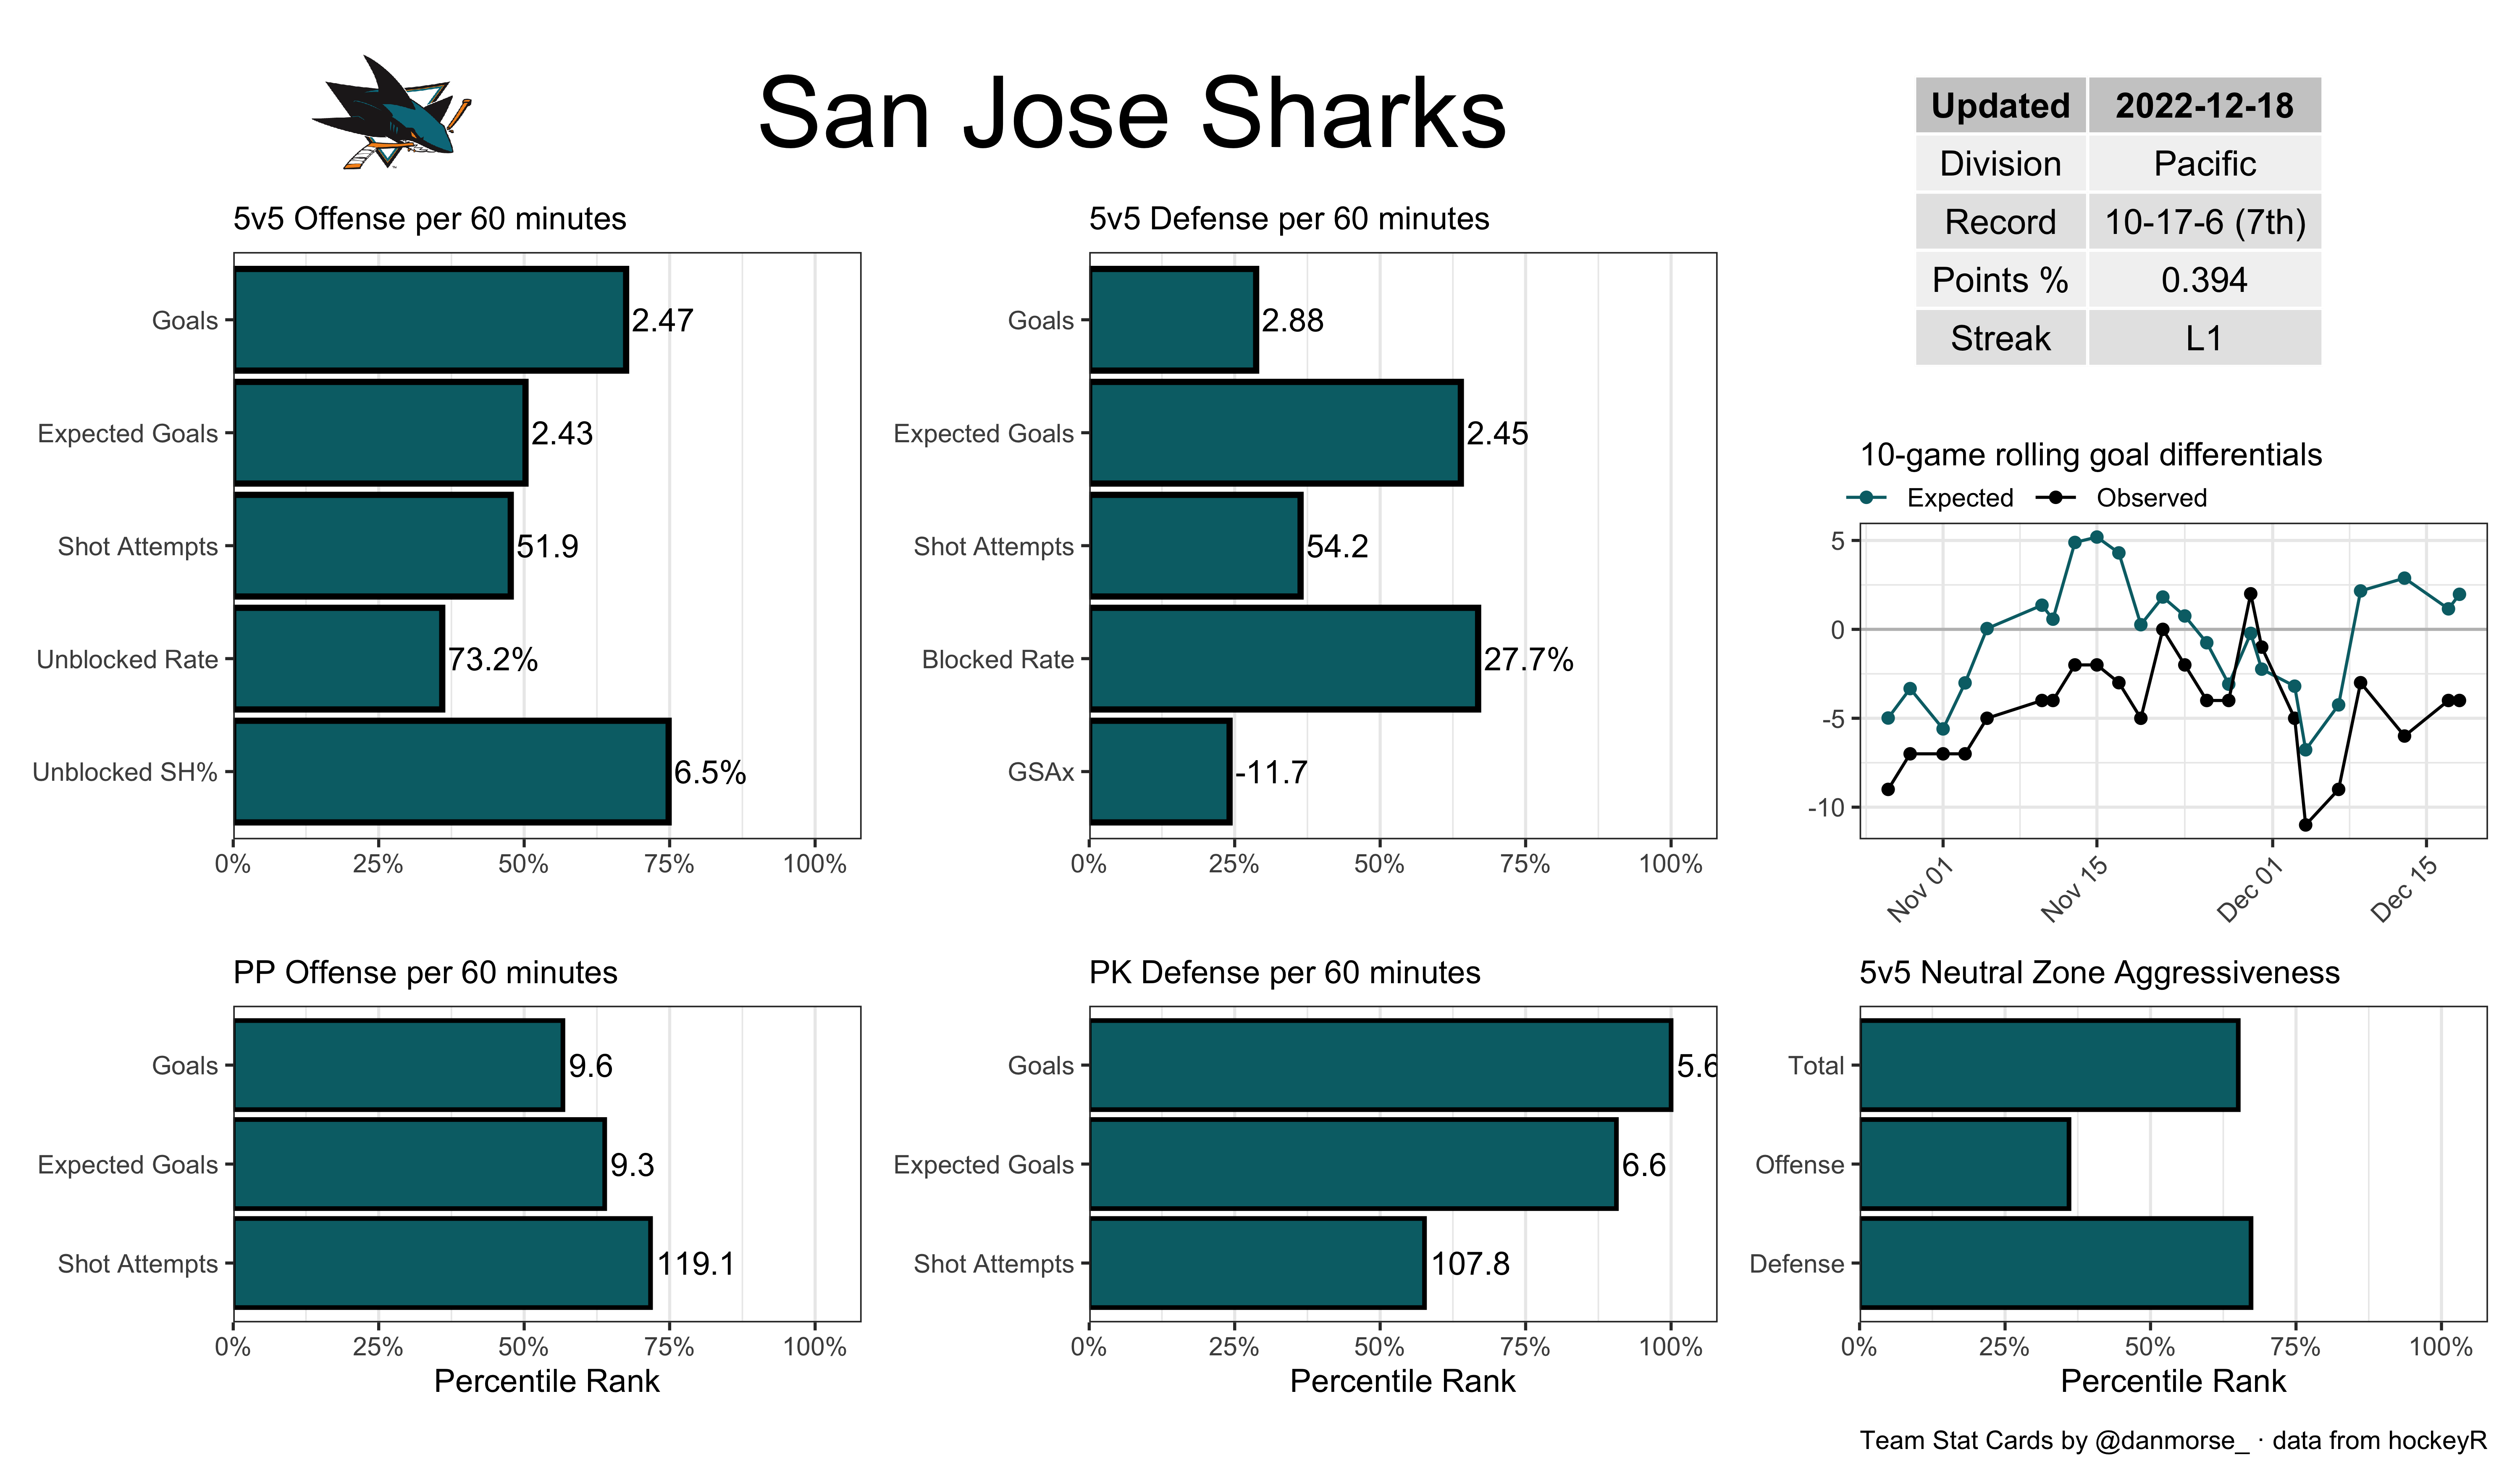 San Jose Sharks
Updated 2022-12-18
Division Pacific
Record 10-17-6 (7th)
Points % 0.394
Streak L1
5v5 Offense per 60 minutes
Goals 2.47
Expected Goals 2.43
Shot Attempts 51.9
Unblocked Rate 73.2%
Unblocked SH% 6.5%
0% 25% 50% 75% 100%
5v5 Defense per 60 minutes
Goals 2.88
Expected Goals 2.45
Shot Attempts 54.2
Blocked Rate 27.7%
GSAx -11.7
0% 25% 50% 75% 100%
10-game rolling goal differentials
Expected Observed
5
0
-5
-10
Nov 01 Nov 15 Dec 01 Dec 15
PP Offense per 60 minutes
Goals 9.6
Expected Goals 9.3
Shot Attempts 119.1
0% 25% 50% 75% 100%
Percentile Rank
PK Defense per 60 minutes
Goals 5.6
Expected Goals 6.6
Shot Attempts 107.8
0% 25% 50% 75% 100%
Percentile Rank
5v5 Neutral Zone Aggressiveness
Total
Offense
Defense
0% 25% 50% 75% 100%
Percentile Rank
Team Stat Cards by @danmorse_ · data from hockeyR